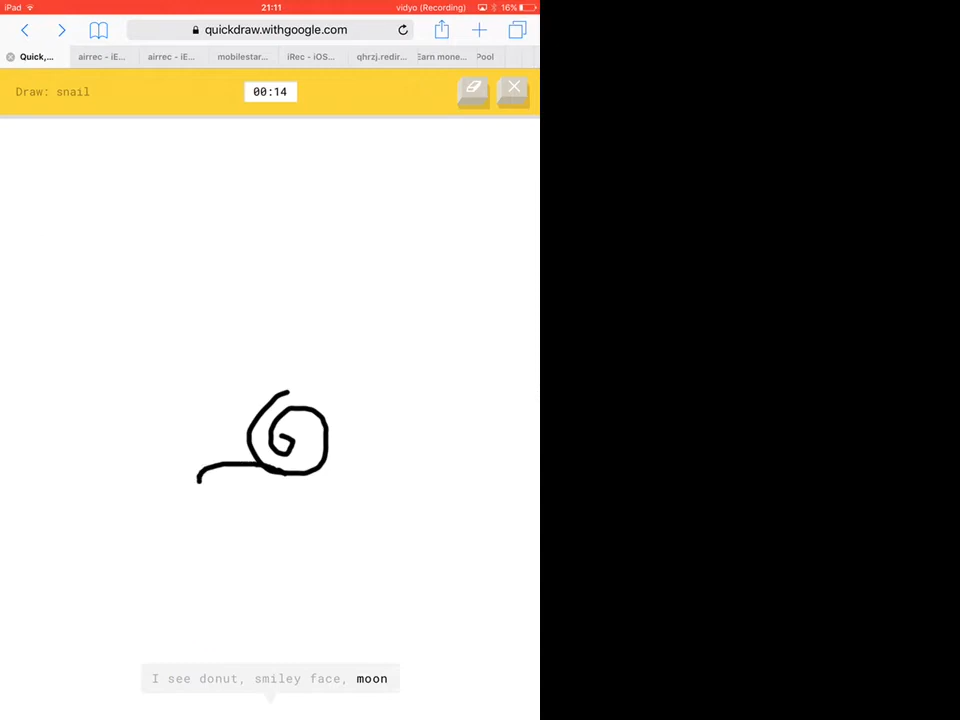 iPad 21:11 vidyo (Recording) 16%
quickdraw.withgoogle.com
Quick,... airrec - iE... airrec - iE... mobilestar... iRec - iOS... qhrzj.redir... Earn mone... Pool
Draw: snail 00:14
I see donut, smiley face, moon